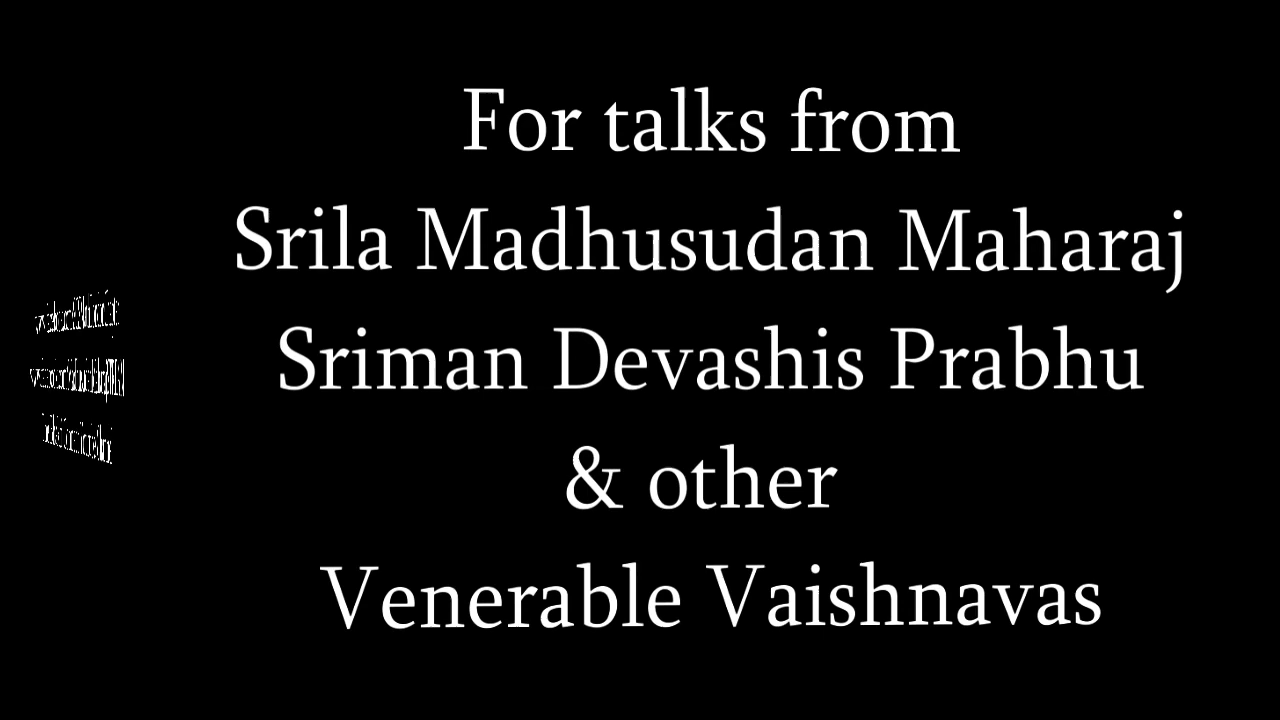 For talks from
Srila Madhusudan Maharaj
Sriman Devashis Prabhu
& other
Venerable Vaishnavas